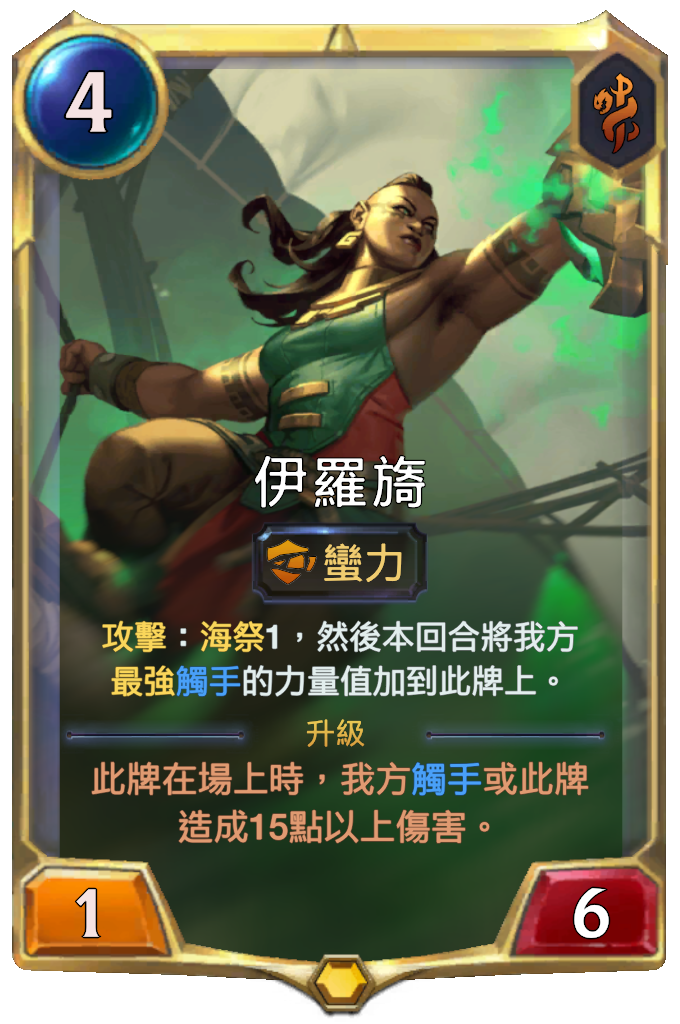 4
伊羅旖
蠻力
攻擊：海祭1，然後本回合將我方
最強觸手的力量值加到此牌上。
升級
此牌在場上時，我方觸手或此牌
造成15點以上傷害。
1
6